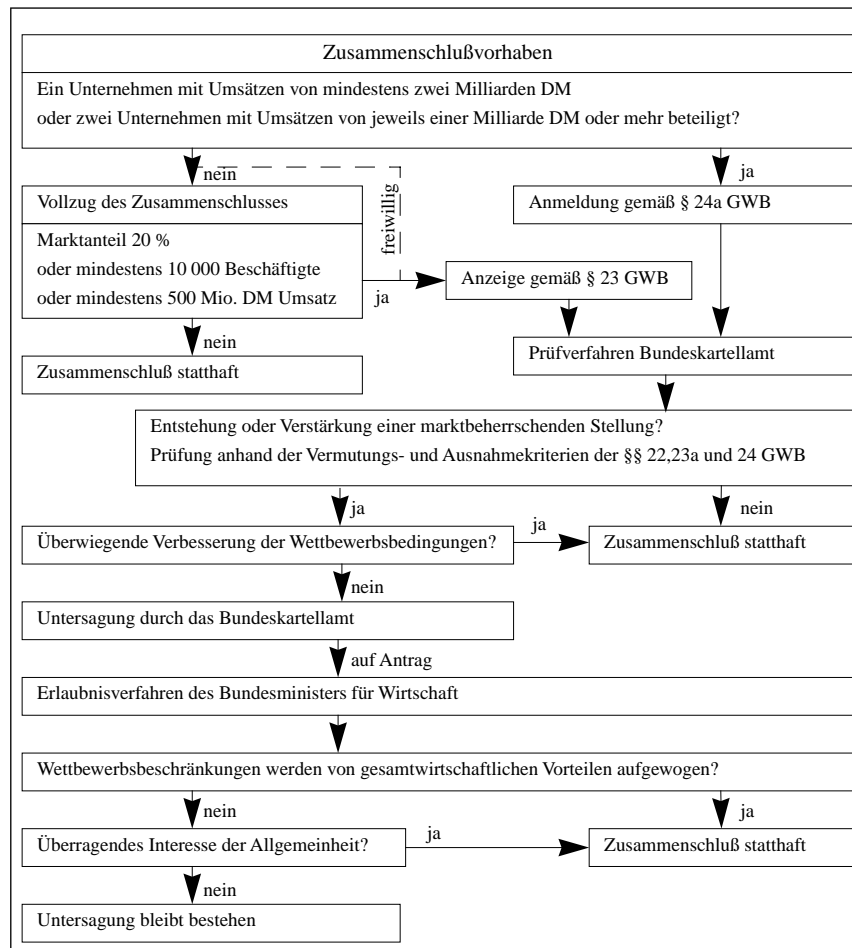 Zusammenschlußvorhaben
Ein Unternehmen mit Umsätzen von mindestens zwei Milliarden DM
oder zwei Unternehmen mit Umsätzen von jeweils einer Milliarde DM oder mehr beteiligt?
nein
ja
Vollzug des Zusammenschlusses
freiwillig
Anmeldung gemäß § 24a GWB
Marktanteil 20 %
oder mindestens 10 000 Beschäftigte
oder mindestens 500 Mio. DM Umsatz
ja
Anzeige gemäß § 23 GWB
nein
Zusammenschluß statthaft
Prüfverfahren Bundeskartellamt
Entstehung oder Verstärkung einer marktbeherrschenden Stellung?
Prüfung anhand der Vermutungs- und Ausnahmekriterien der §§ 22,23a und 24 GWB
ja
nein
Überwiegende Verbesserung der Wettbewerbsbedingungen?
ja
Zusammenschluß statthaft
nein
Untersagung durch das Bundeskartellamt
auf Antrag
Erlaubnisverfahren des Bundesministers für Wirtschaft
Wettbewerbsbeschränkungen werden von gesamtwirtschaftlichen Vorteilen aufgewogen?
nein
ja
Überragendes Interesse der Allgemeinheit?
ja
Zusammenschluß statthaft
nein
Untersagung bleibt bestehen